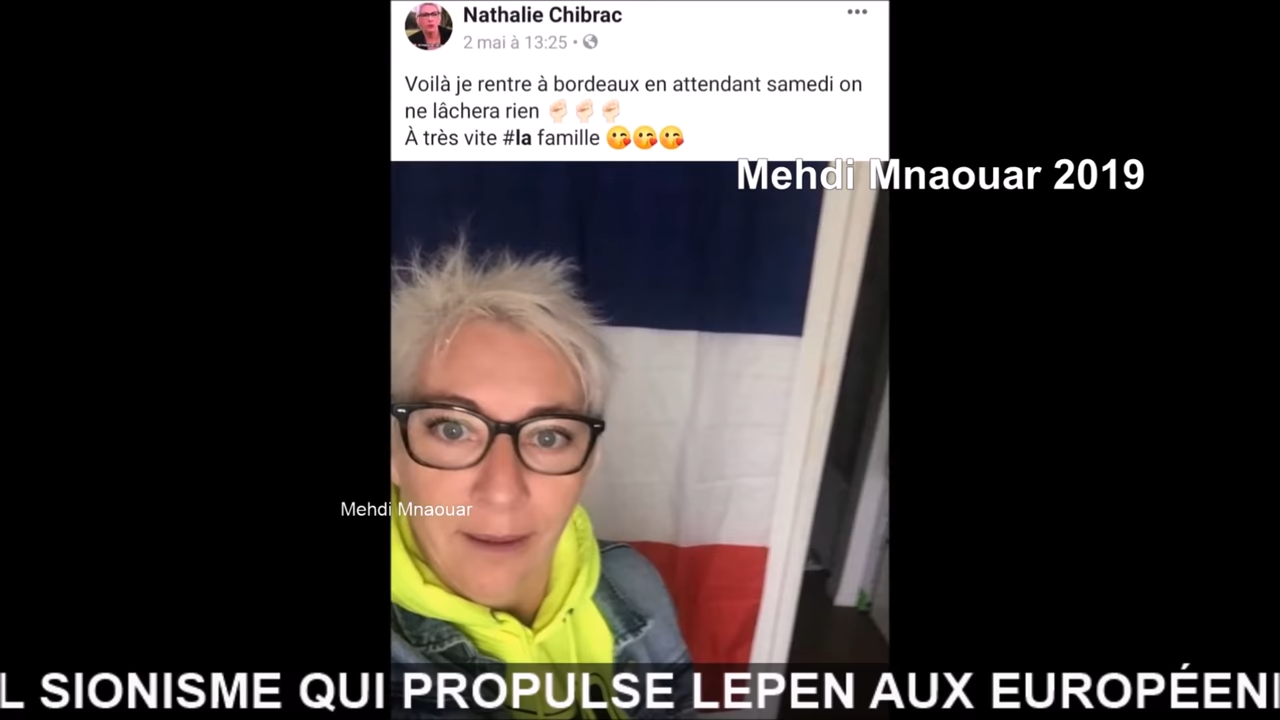 Nathalie Chibrac
2 mai à 13:25 •
Voilà je rentre à bordeaux en attendant samedi on
ne lâchera rien ✊🏻✊🏻✊🏻
À très vite #la famille 😘😘😘
Mehdi Mnaouar 2019
Mehdi Mnaouar
L SIONISME QUI PROPULSE LEPEN AUX EUROPÉENI